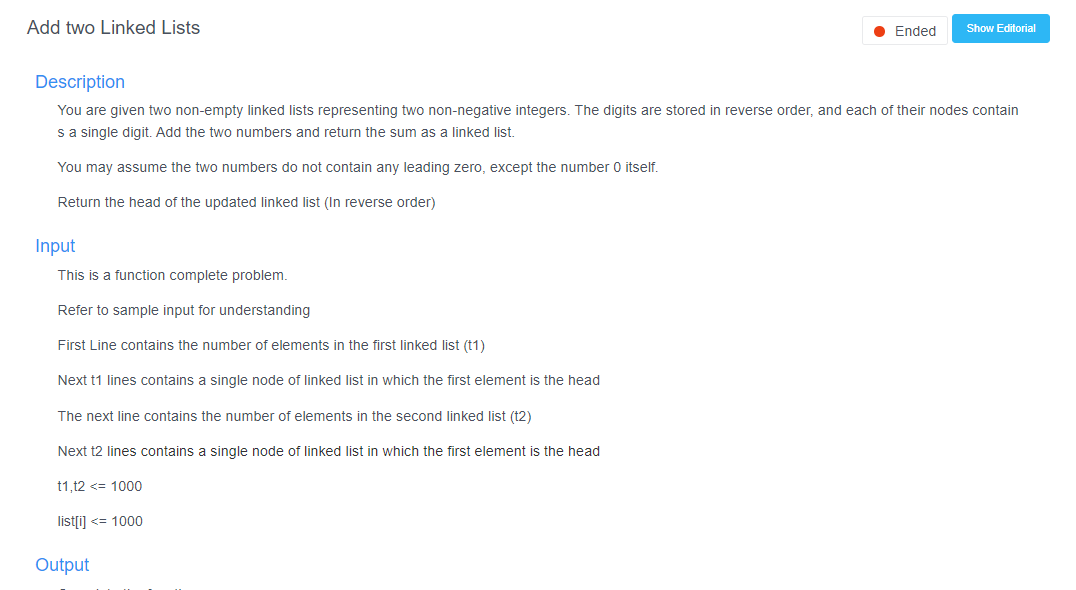 Add two Linked Lists
Ended
Show Editorial
Description
You are given two non-empty linked lists representing two non-negative integers. The digits are stored in reverse order, and each of their nodes contain
s a single digit. Add the two numbers and return the sum as a linked list.
You may assume the two numbers do not contain any leading zero, except the number 0 itself.
Return the head of the updated linked list (In reverse order)
Input
This is a function complete problem.
Refer to sample input for understanding
First Line contains the number of elements in the first linked list (t1)
Next t1 lines contains a single node of linked list in which the first element is the head
The next line contains the number of elements in the second linked list (t2)
Next t2 lines contains a single node of linked list in which the first element is the head
t1,t2 <= 1000
list[i] <= 1000
Output